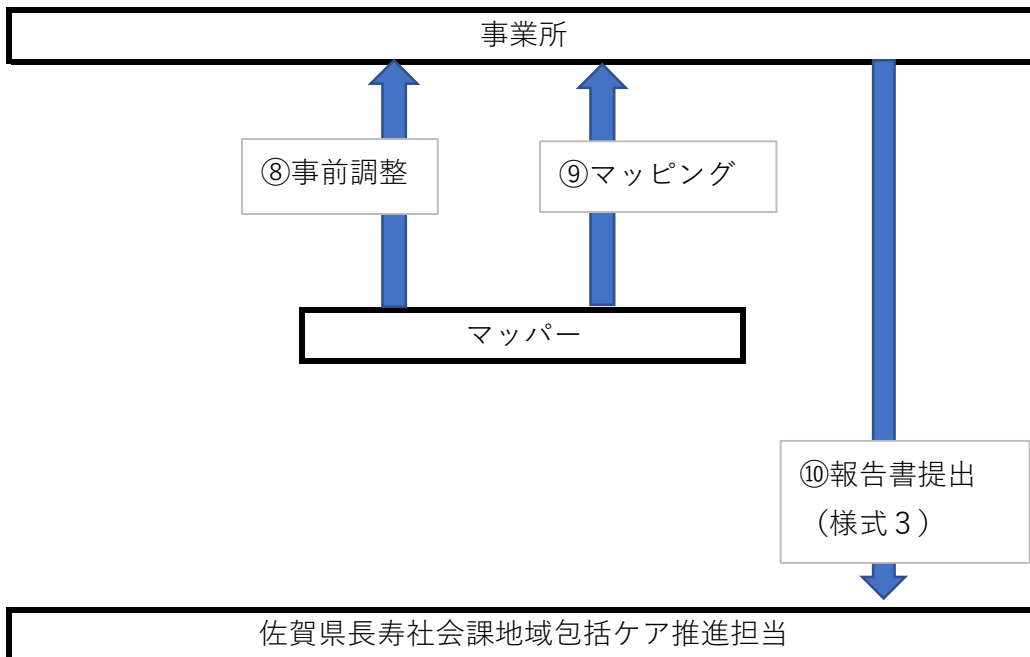 事業所
⑧事前調整
⑨マッピング
マッパー
⑩報告書提出
（様式３）
佐賀県長寿社会課地域包括ケア推進担当